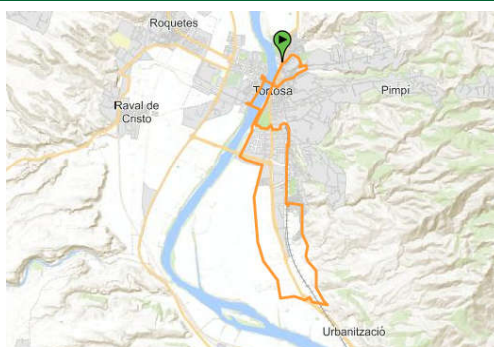 Roquetes
Tortosa
Pimpi
Raval de
Cristo
Urbanització